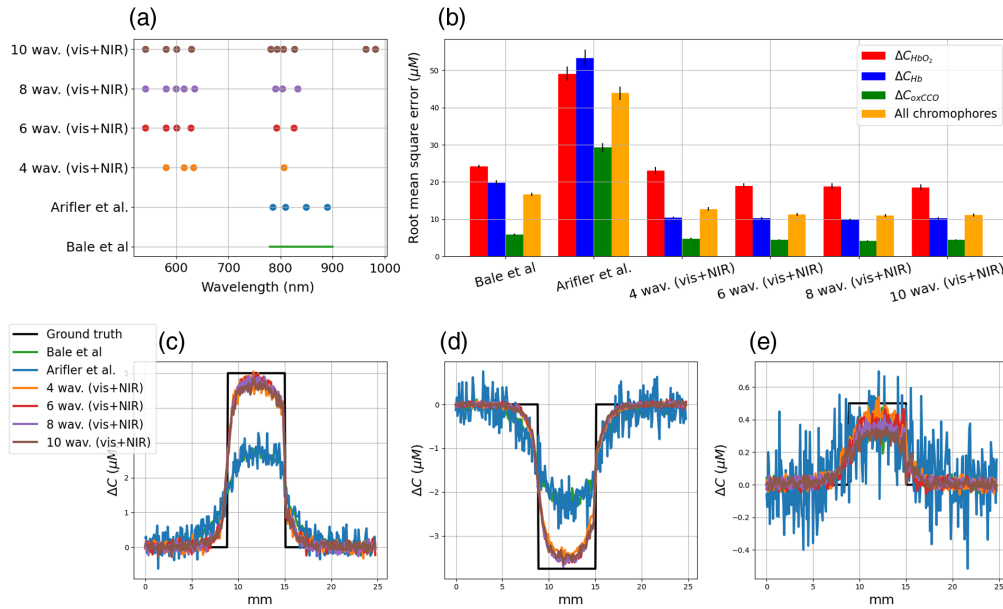 (a)
10 wav. (vis+NIR)
8 wav. (vis+NIR)
6 wav. (vis+NIR)
4 wav. (vis+NIR)
Arifler et al.
Bale et al
600 700 800 900 1000
Wavelength (nm)
(b)
Root mean square error (μM)
50
40
30
20
10
0
ΔC_HbO₂
ΔC_Hb
ΔC_oxCCO
All chromophores
Bale et al
Arifler et al.
4 wav. (vis+NIR)
6 wav. (vis+NIR)
8 wav. (vis+NIR)
10 wav. (vis+NIR)
Ground truth
Bale et al
Arifler et al.
4 wav. (vis+NIR)
6 wav. (vis+NIR)
8 wav. (vis+NIR)
10 wav. (vis+NIR)
(c)
ΔC (μM)
5
2
1
0
0 5 10 15 20 25
mm
(d)
ΔC (μM)
0
−1
−2
−3
0 5 10 15 20 25
mm
(e)
ΔC (μM)
0.6
0.4
0.2
0.0
−0.2
−0.4
0 5 10 15 20 25
mm